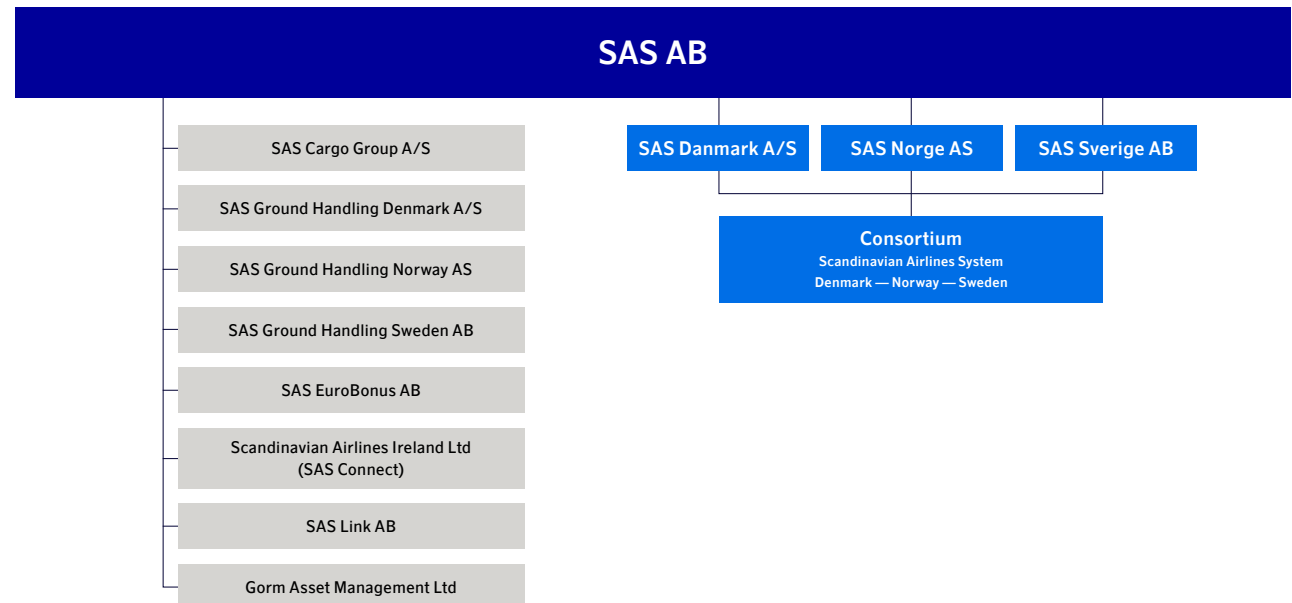 SAS AB
SAS Cargo Group A/S
SAS Ground Handling Denmark A/S
SAS Ground Handling Norway AS
SAS Ground Handling Sweden AB
SAS EuroBonus AB
Scandinavian Airlines Ireland Ltd
(SAS Connect)
SAS Link AB
Gorm Asset Management Ltd
SAS Danmark A/S
SAS Norge AS
SAS Sverige AB
Consortium
Scandinavian Airlines System
Denmark — Norway — Sweden